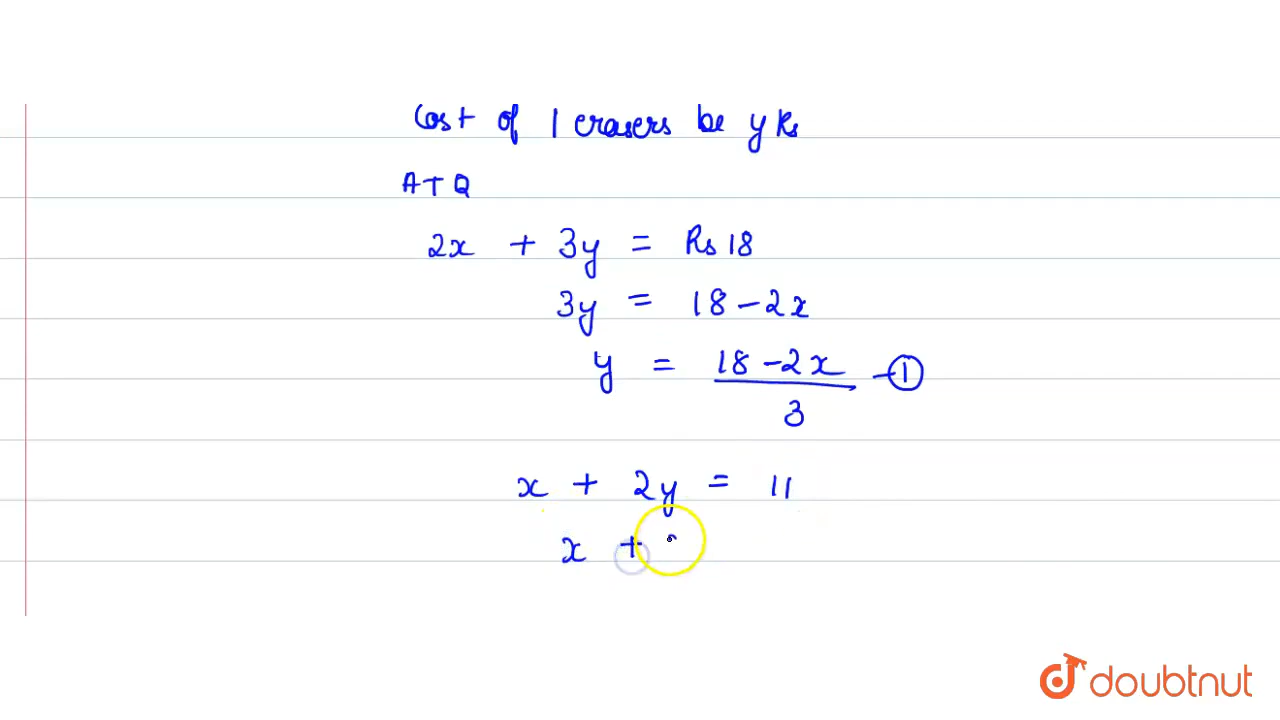 Cost of 1 erasers be y Rs
ATQ
2x + 3y = Rs 18
3y = 18 - 2x
y = 18 - 2x / 3 - ①
x + 2y = 11
x +
doubtnut